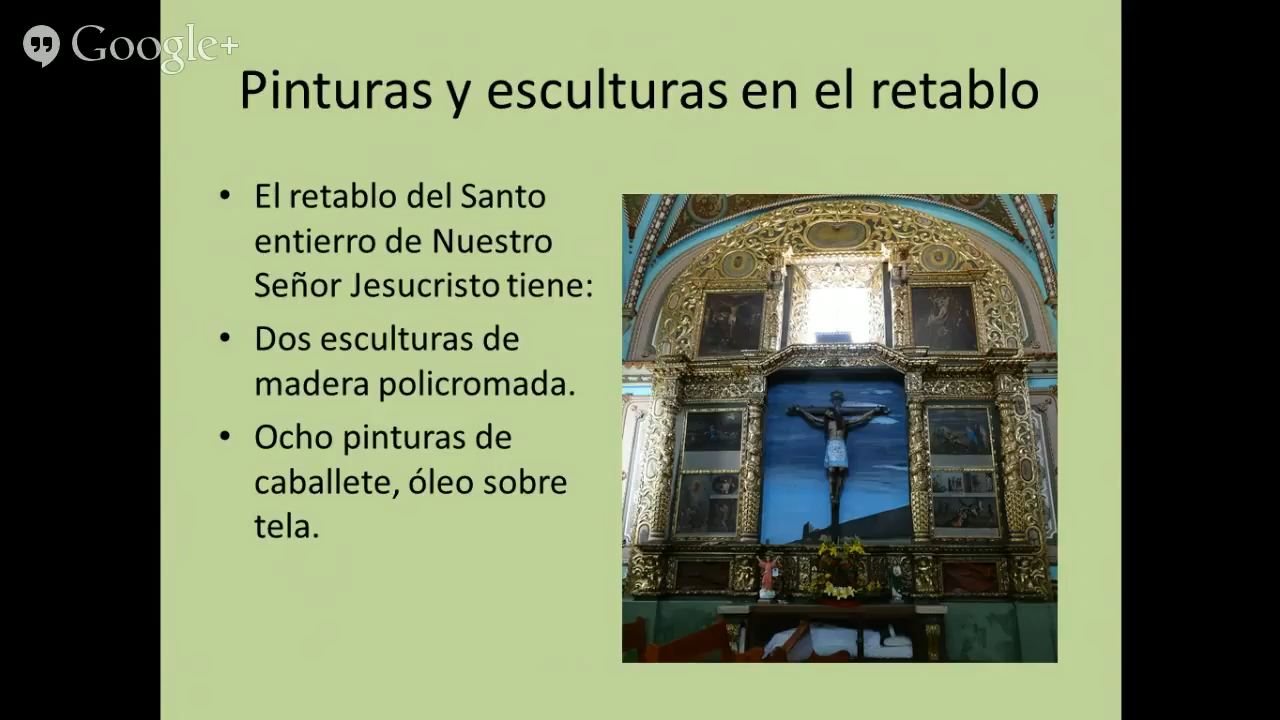 Google+
Pinturas y esculturas en el retablo
• El retablo del Santo
entierro de Nuestro
Señor Jesucristo tiene:
• Dos esculturas de
madera policromada.
• Ocho pinturas de
caballete, óleo sobre
tela.